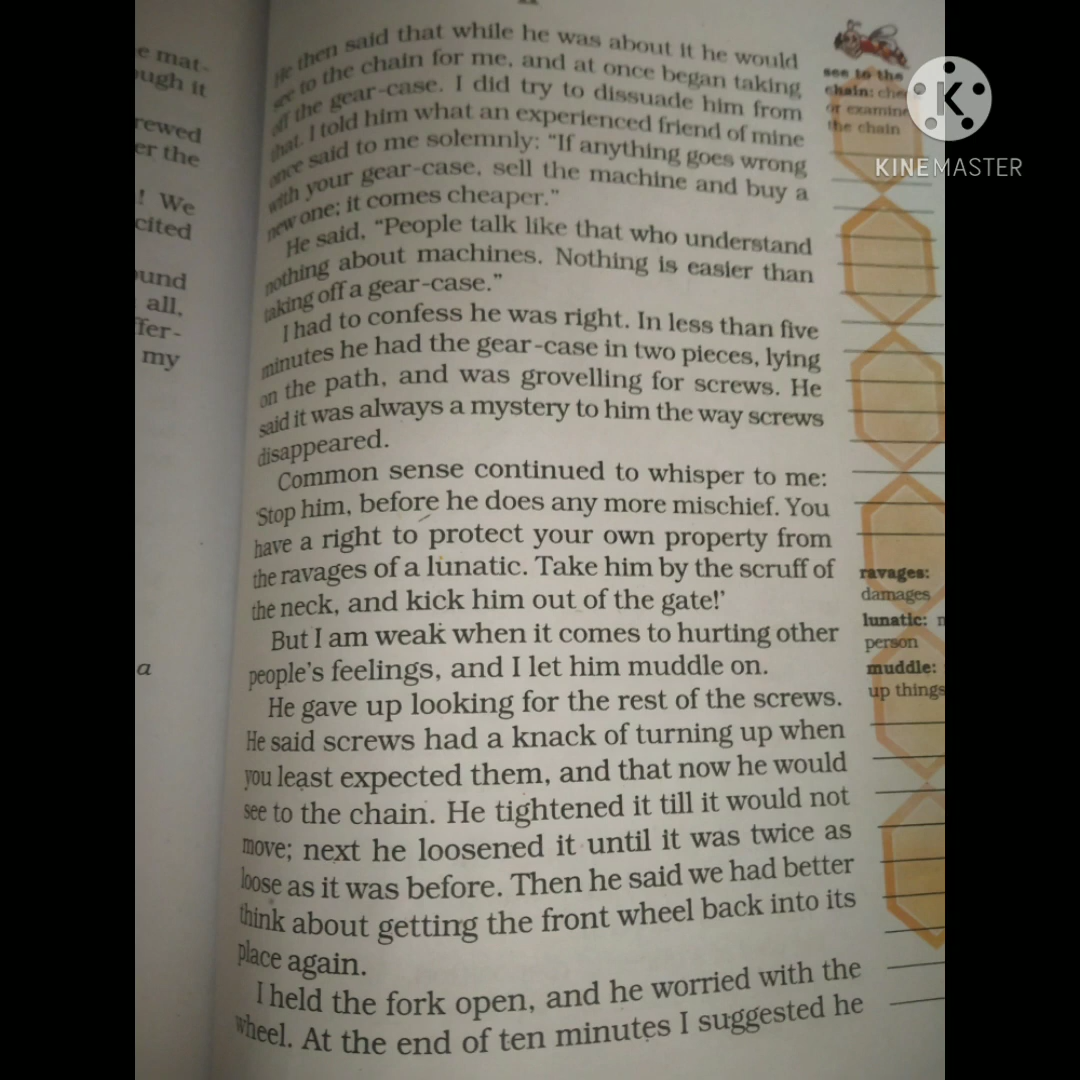 He then said that while he was about it he would
see to the chain for me, and at once began taking
off the gear-case. I did try to dissuade him from
that. I told him what an experienced friend of mine
once said to me solemnly: “If anything goes wrong
with your gear-case, sell the machine and buy a
new one; it comes cheaper.”
He said, “People talk like that who understand
nothing about machines. Nothing is easier than
taking off a gear-case.”
I had to confess he was right. In less than five
minutes he had the gear-case in two pieces, lying
on the path, and was grovelling for screws. He
said it was always a mystery to him the way screws
disappeared.
Common sense continued to whisper to me:
‘Stop him, before he does any more mischief. You
have a right to protect your own property from
the ravages of a lunatic. Take him by the scruff of
the neck, and kick him out of the gate!’
But I am weak when it comes to hurting other
people’s feelings, and I let him muddle on.
He gave up looking for the rest of the screws.
He said screws had a knack of turning up when
you least expected them, and that now he would
see to the chain. He tightened it till it would not
move; next he loosened it until it was twice as
loose as it was before. Then he said we had better
think about getting the front wheel back into its
place again.
I held the fork open, and he worried with the
wheel. At the end of ten minutes I suggested he
see to the
chain: che
or examine
the chain
ravages:
damages
lunatic:
person
muddle:
up things
e mat-
ugh it
rewed
er the
! We
cited
ound
all,
ffer-
my
a
K
KINEMASTER